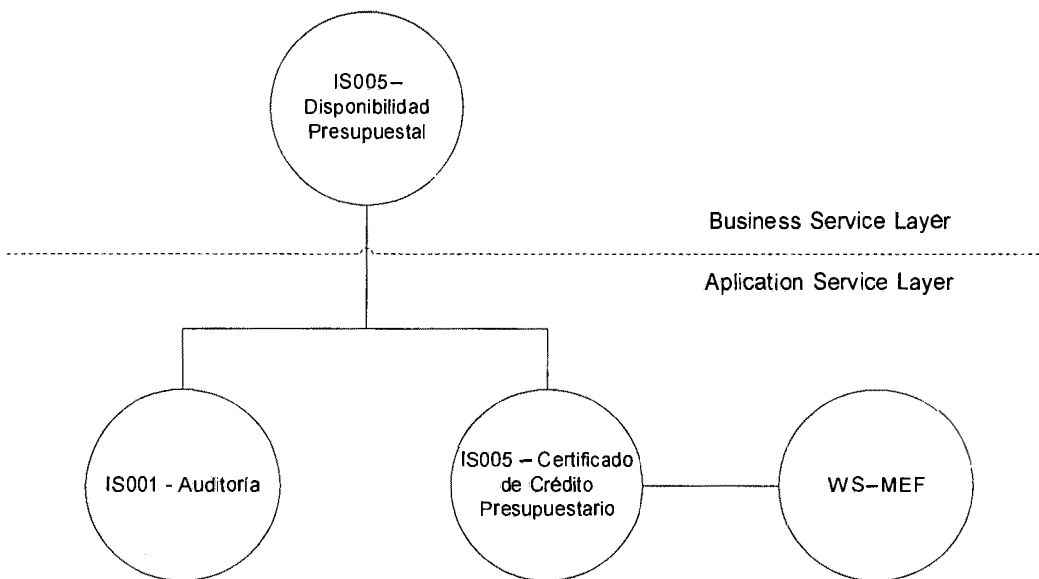 IS005–
Disponibilidad
Presupuestal
Business Service Layer
Aplication Service Layer
IS001 - Auditoría
IS005 – Certificado
de Crédito
Presupuestario
WS–MEF